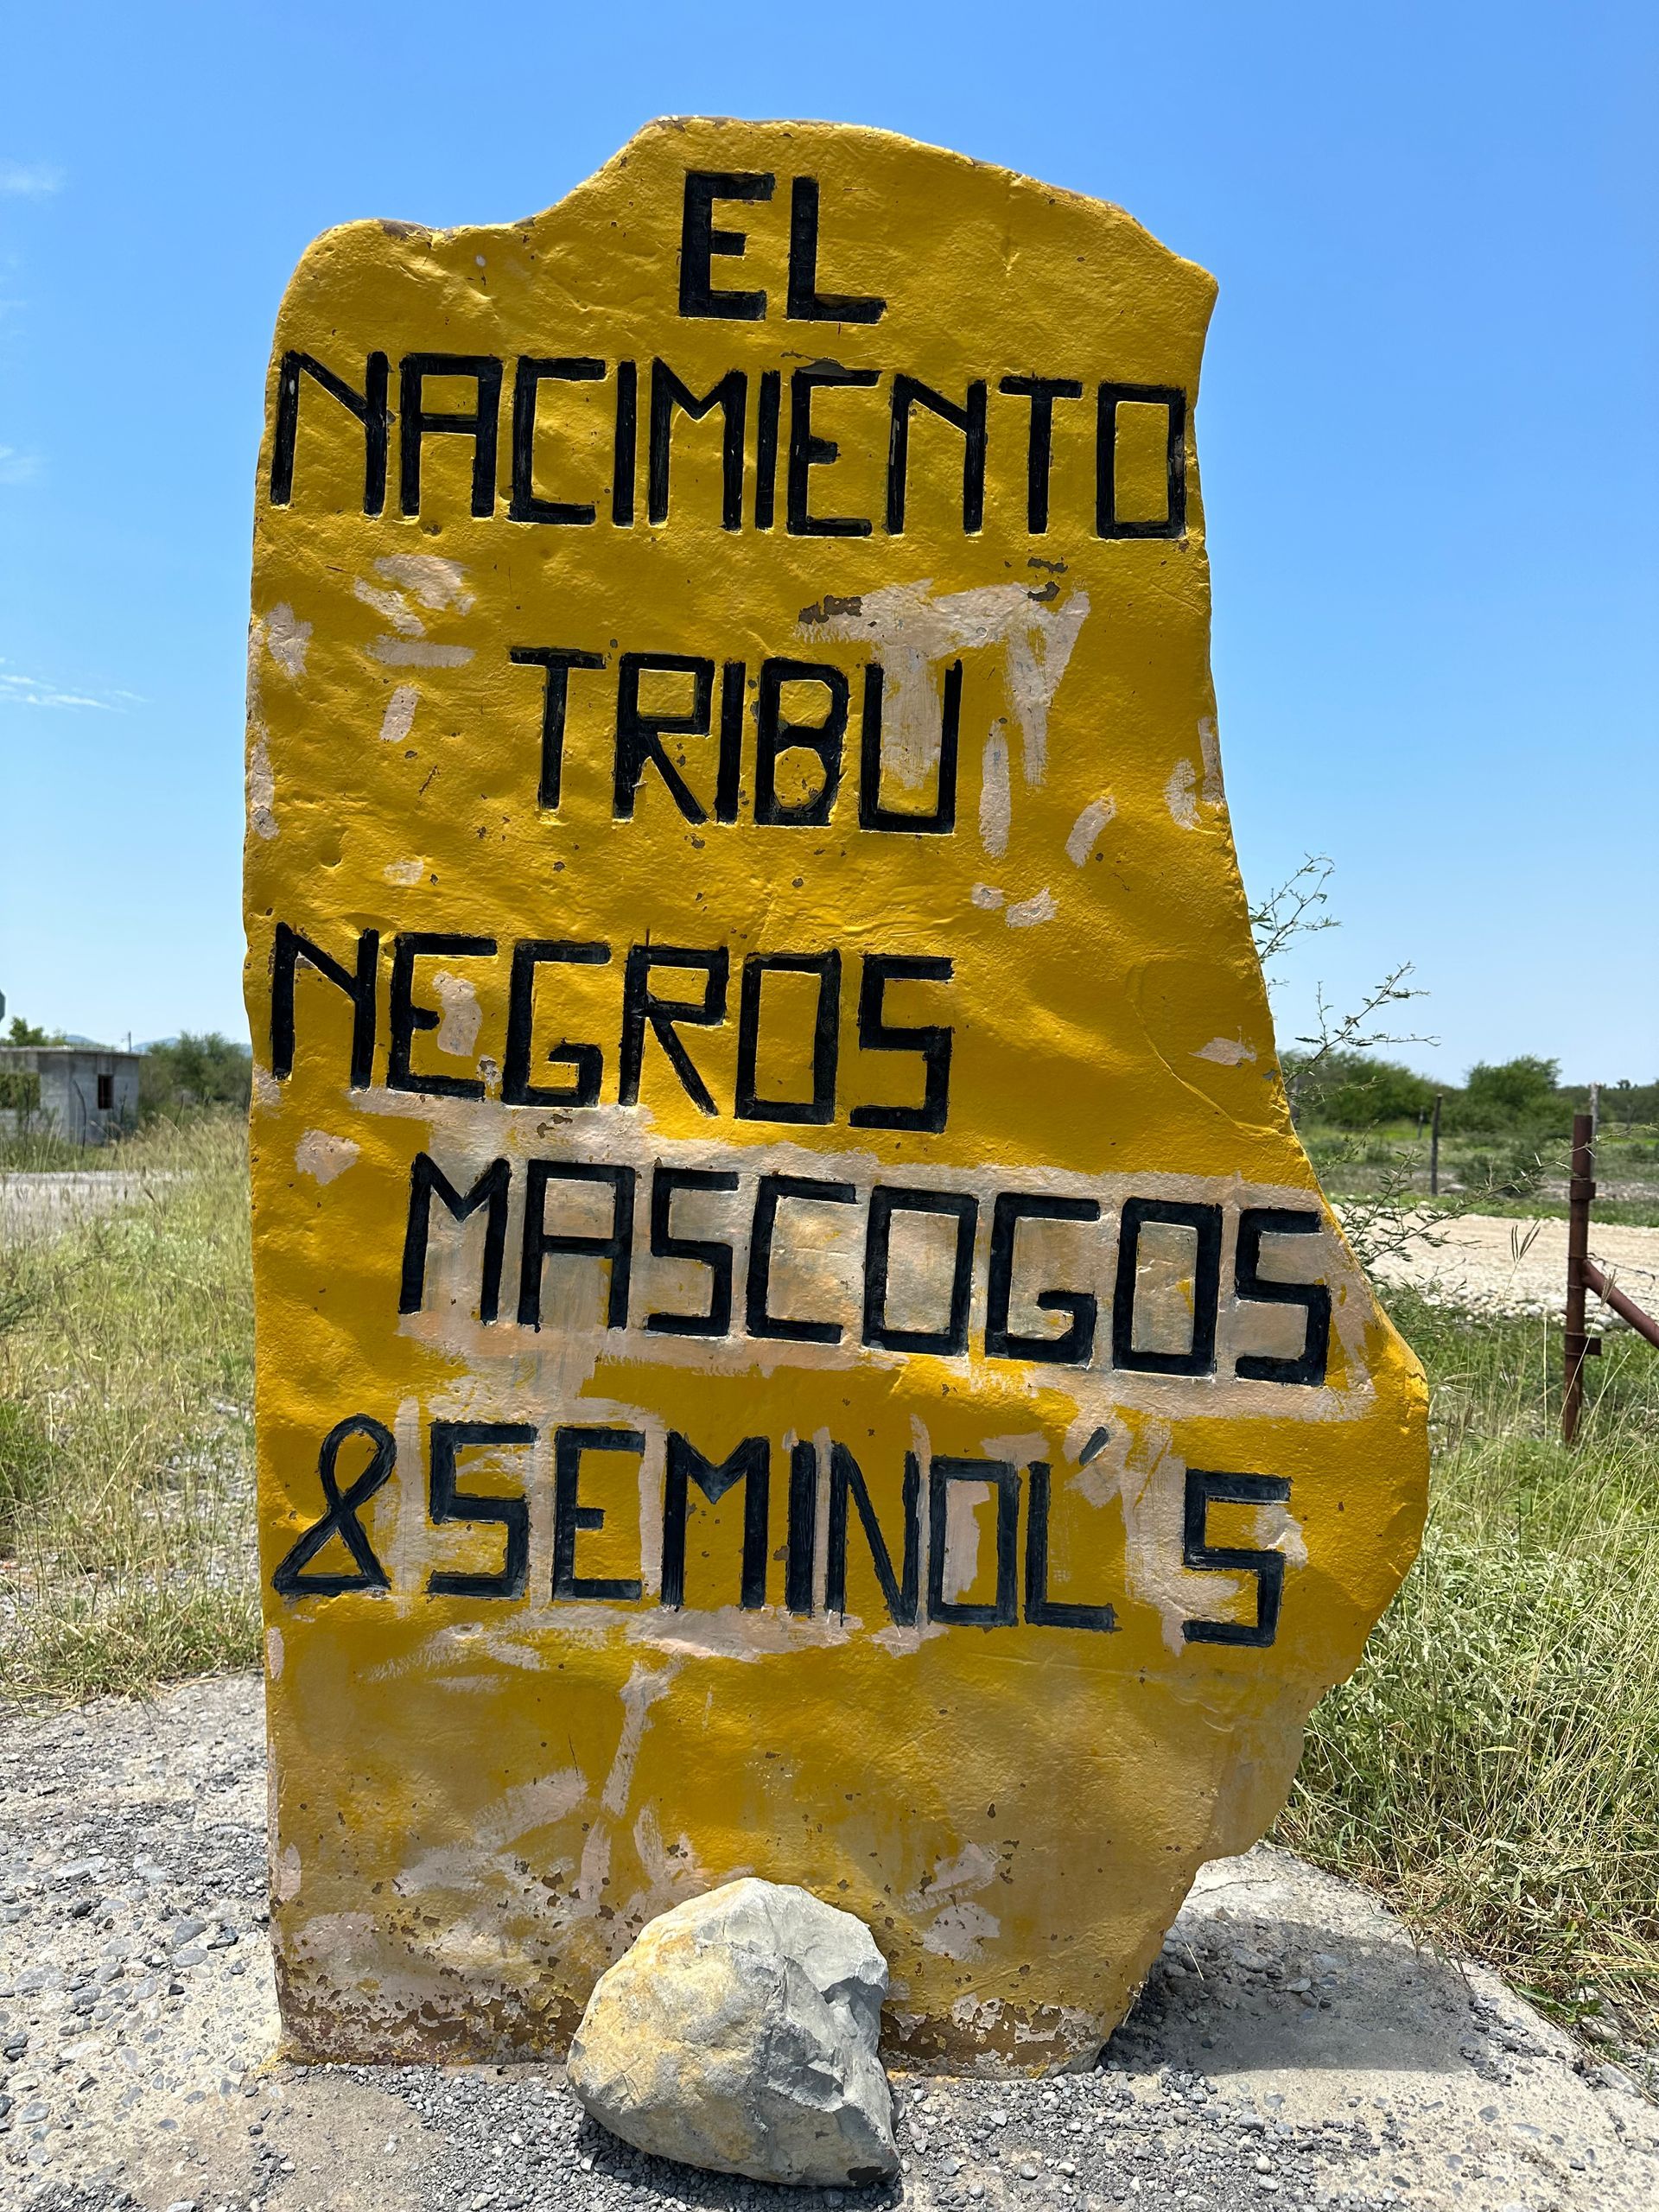 EL
NACIMIENTO
TRIBU
NEGROS
MASCOGOS
&SEMINOL'S